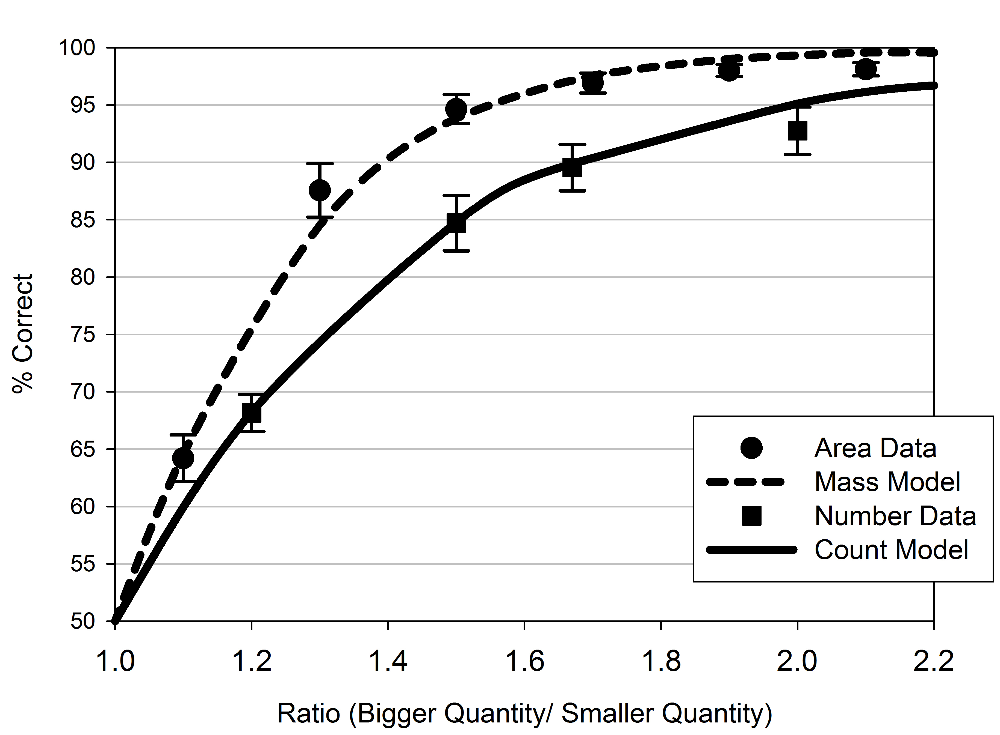 100
95
90
85
80
75
70
65
60
55
50
% Correct
1.0 1.2 1.4 1.6 1.8 2.0 2.2
Ratio (Bigger Quantity/ Smaller Quantity)
Area Data
Mass Model
Number Data
Count Model